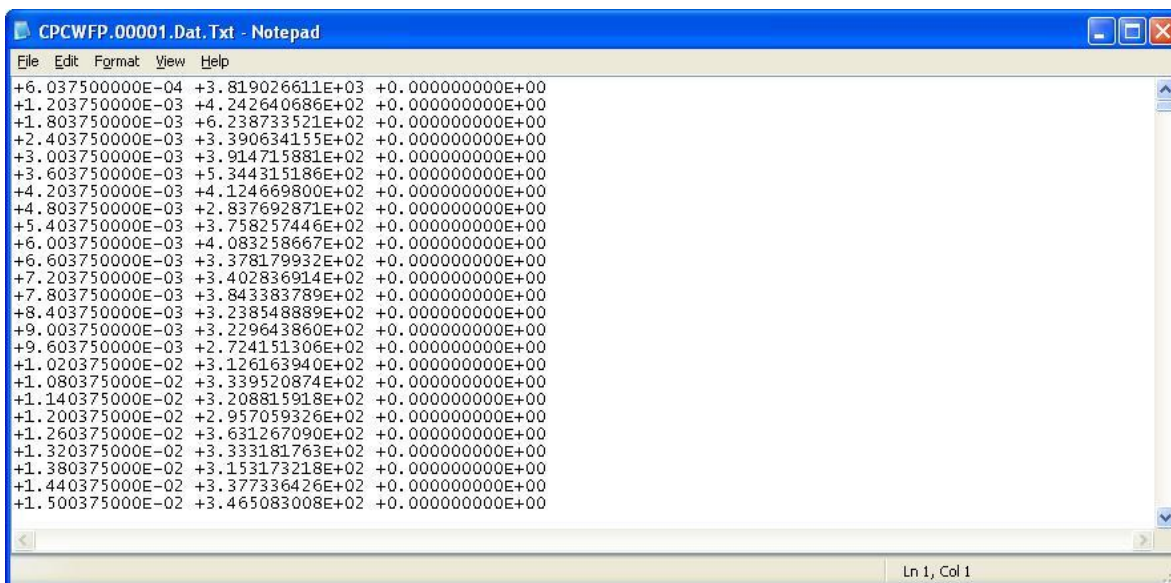 CPCWFP.00001.Dat.Txt - Notepad
File Edit Format View Help
+6.037500000E-04 +3.819026611E+03 +0.000000000E+00
+1.203750000E-03 +4.242640686E+02 +0.000000000E+00
+1.803750000E-03 +6.238733521E+02 +0.000000000E+00
+2.403750000E-03 +3.390634155E+02 +0.000000000E+00
+3.003750000E-03 +3.914715881E+02 +0.000000000E+00
+3.603750000E-03 +5.344315186E+02 +0.000000000E+00
+4.203750000E-03 +4.124669800E+02 +0.000000000E+00
+4.803750000E-03 +2.837692871E+02 +0.000000000E+00
+5.403750000E-03 +3.758257446E+02 +0.000000000E+00
+6.003750000E-03 +4.083258667E+02 +0.000000000E+00
+6.603750000E-03 +3.378179932E+02 +0.000000000E+00
+7.203750000E-03 +3.402836914E+02 +0.000000000E+00
+7.803750000E-03 +3.843383789E+02 +0.000000000E+00
+8.403750000E-03 +3.238548889E+02 +0.000000000E+00
+9.003750000E-03 +3.229643860E+02 +0.000000000E+00
+9.603750000E-03 +2.724151306E+02 +0.000000000E+00
+1.020375000E-02 +3.126163940E+02 +0.000000000E+00
+1.080375000E-02 +3.339520874E+02 +0.000000000E+00
+1.140375000E-02 +3.208815918E+02 +0.000000000E+00
+1.200375000E-02 +2.957059326E+02 +0.000000000E+00
+1.260375000E-02 +3.631267090E+02 +0.000000000E+00
+1.320375000E-02 +3.333181763E+02 +0.000000000E+00
+1.380375000E-02 +3.153173218E+02 +0.000000000E+00
+1.440375000E-02 +3.377336426E+02 +0.000000000E+00
+1.500375000E-02 +3.465083008E+02 +0.000000000E+00
Ln 1, Col 1